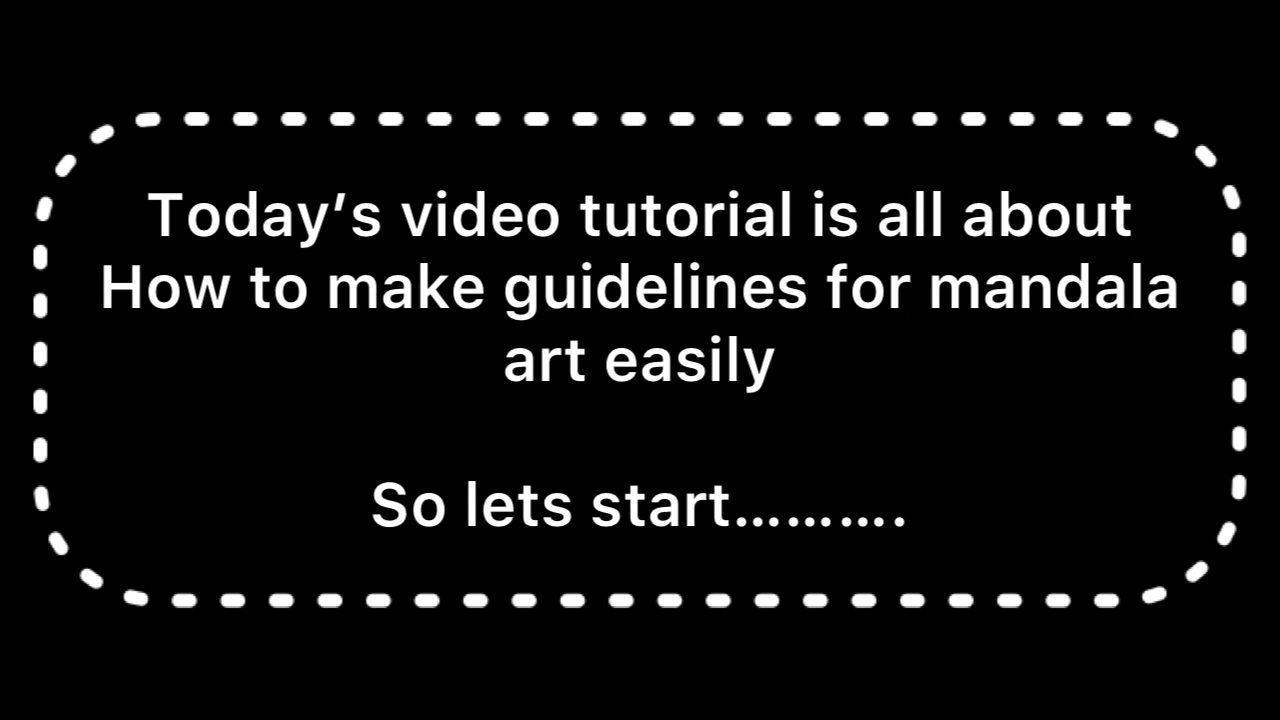 Today’s video tutorial is all about
How to make guidelines for mandala
art easily
So lets start……….